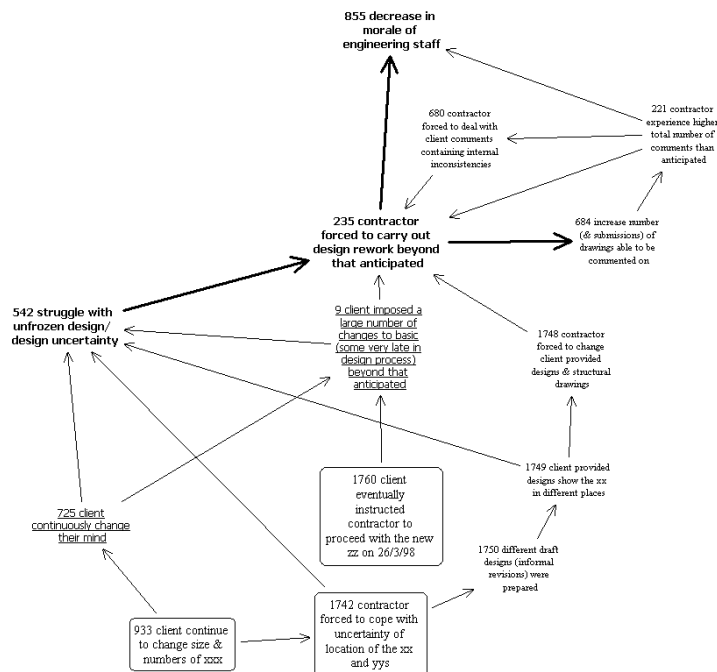 855 decrease in
morale of
engineering staff
680 contractor
forced to deal with
client comments
containing internal
inconsistencies
221 contractor
experience higher
total number of
comments than
anticipated
235 contractor
forced to carry out
design rework beyond
that anticipated
684 increase number
(& submissions) of
drawings able to be
commented on
542 struggle with
unfrozen design/
design uncertainty
9 client imposed a
large number of
changes to basic
(some very late in
design process)
beyond that
anticipated
1748 contractor
forced to change
client provided
designs & structural
drawings
1749 client provided
designs show the xx
in different places
725 client
continuously change
their mind
1760 client
eventually
instructed
contractor to
proceed with the new
zz on 26/3/98
1750 different draft
designs (informal
revisions) were
prepared
933 client continue
to change size &
numbers of xxx
1742 contractor
forced to cope with
uncertainty of
location of the xx
and yys